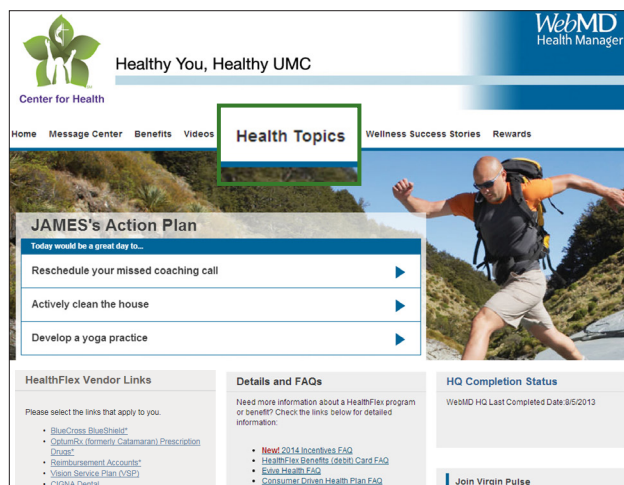 WebMD
Health Manager
Healthy You, Healthy UMC
Center for Health
Home Message Center Benefits Videos Health Topics Wellness Success Stories Rewards
JAMES's Action Plan
Today would be a great day to...
Reschedule your missed coaching call
Actively clean the house
Develop a yoga practice
HealthFlex Vendor Links
Please select the links that apply to you.
BlueCross BlueShield*
OptumRx (formerly Catamaran) Prescription
Drugs*
Reimbursement Accounts*
Vision Service Plan (VSP)
CIGNA Dental
Details and FAQs
Need more information about a HealthFlex program
or benefit? Check the links below for detailed
information:
New! 2014 Incentives FAQ
HealthFlex Benefits (debit) Card FAQ
Evive Health FAQ
Consumer Driven Health Plan FAQ
HQ Completion Status
WebMD HQ Last Completed Date:8/5/2013
Join Virgin Pulse